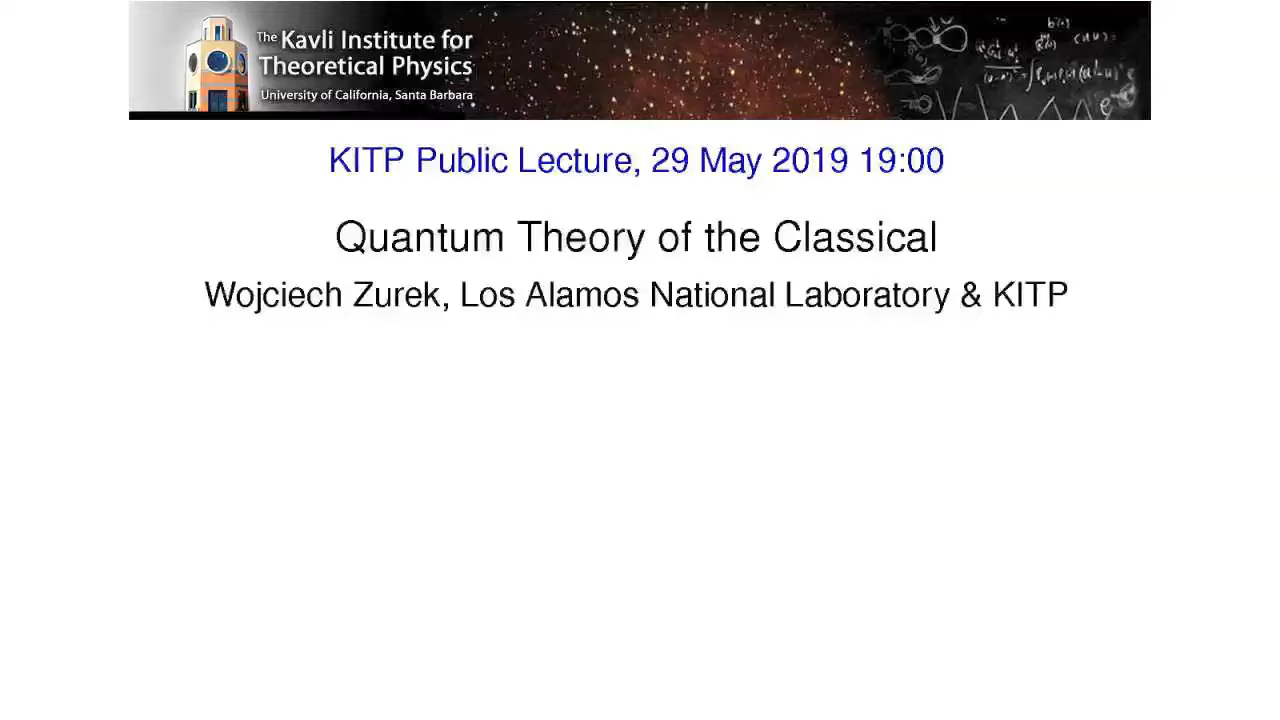 The Kavli Institute for
Theoretical Physics
University of California, Santa Barbara
KITP Public Lecture, 29 May 2019 19:00
Quantum Theory of the Classical
Wojciech Zurek, Los Alamos National Laboratory & KITP